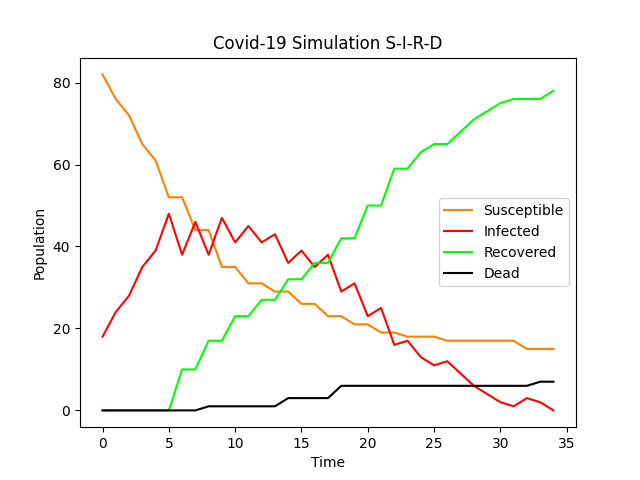 Covid-19 Simulation S-I-R-D
80
60
40
20
0
Population
Susceptible
Infected
Recovered
Dead
0 5 10 15 20 25 30 35
Time